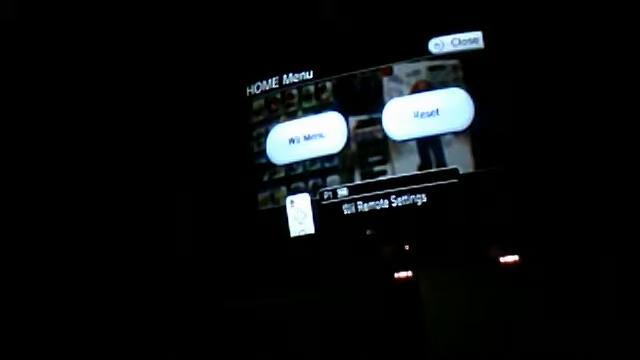 Close
HOME Menu
Wii Menu
Reset
P1
Wii Remote Settings